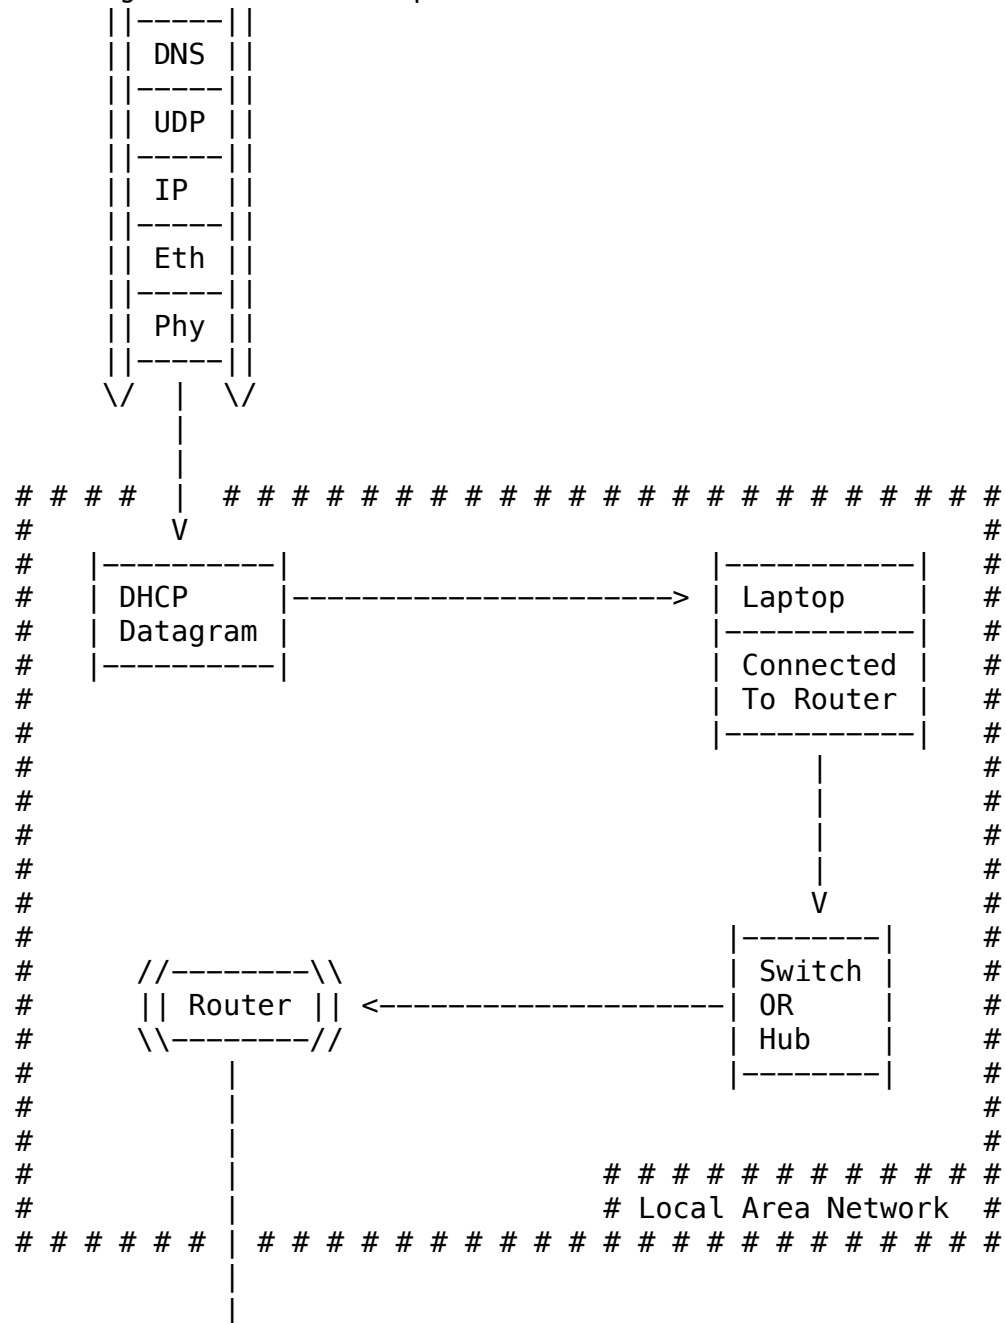 DNS
UDP
IP
Eth
Phy
DHCP
Datagram
Laptop
Connected
To Router
Switch
OR
Hub
Router
Local Area Network